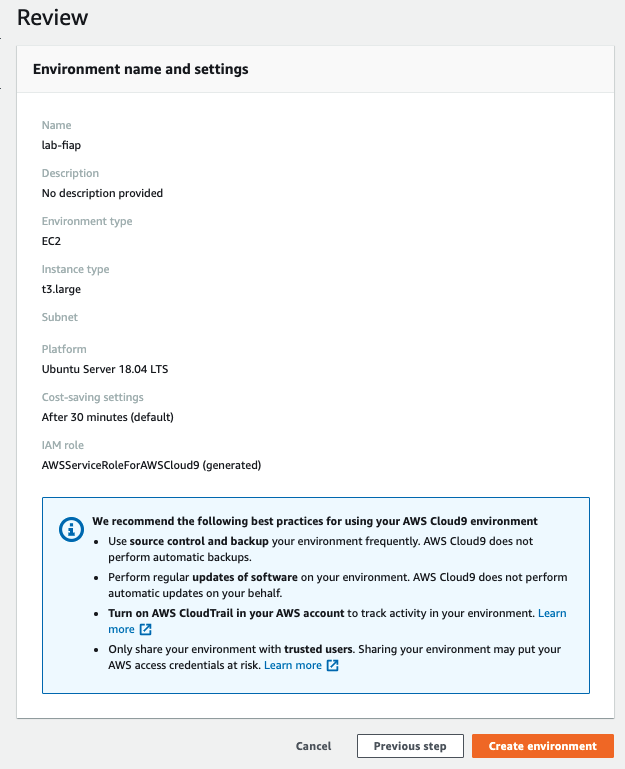 Review
Environment name and settings
Name
lab-fiap
Description
No description provided
Environment type
EC2
Instance type
t3.large
Subnet
Platform
Ubuntu Server 18.04 LTS
Cost-saving settings
After 30 minutes (default)
IAM role
AWSServiceRoleForAWSCloud9 (generated)
We recommend the following best practices for using your AWS Cloud9 environment
• Use source control and backup your environment frequently. AWS Cloud9 does not
perform automatic backups.
• Perform regular updates of software on your environment. AWS Cloud9 does not perform
automatic updates on your behalf.
• Turn on AWS CloudTrail in your AWS account to track activity in your environment. Learn
more
• Only share your environment with trusted users. Sharing your environment may put your
AWS access credentials at risk. Learn more
Cancel
Previous step
Create environment